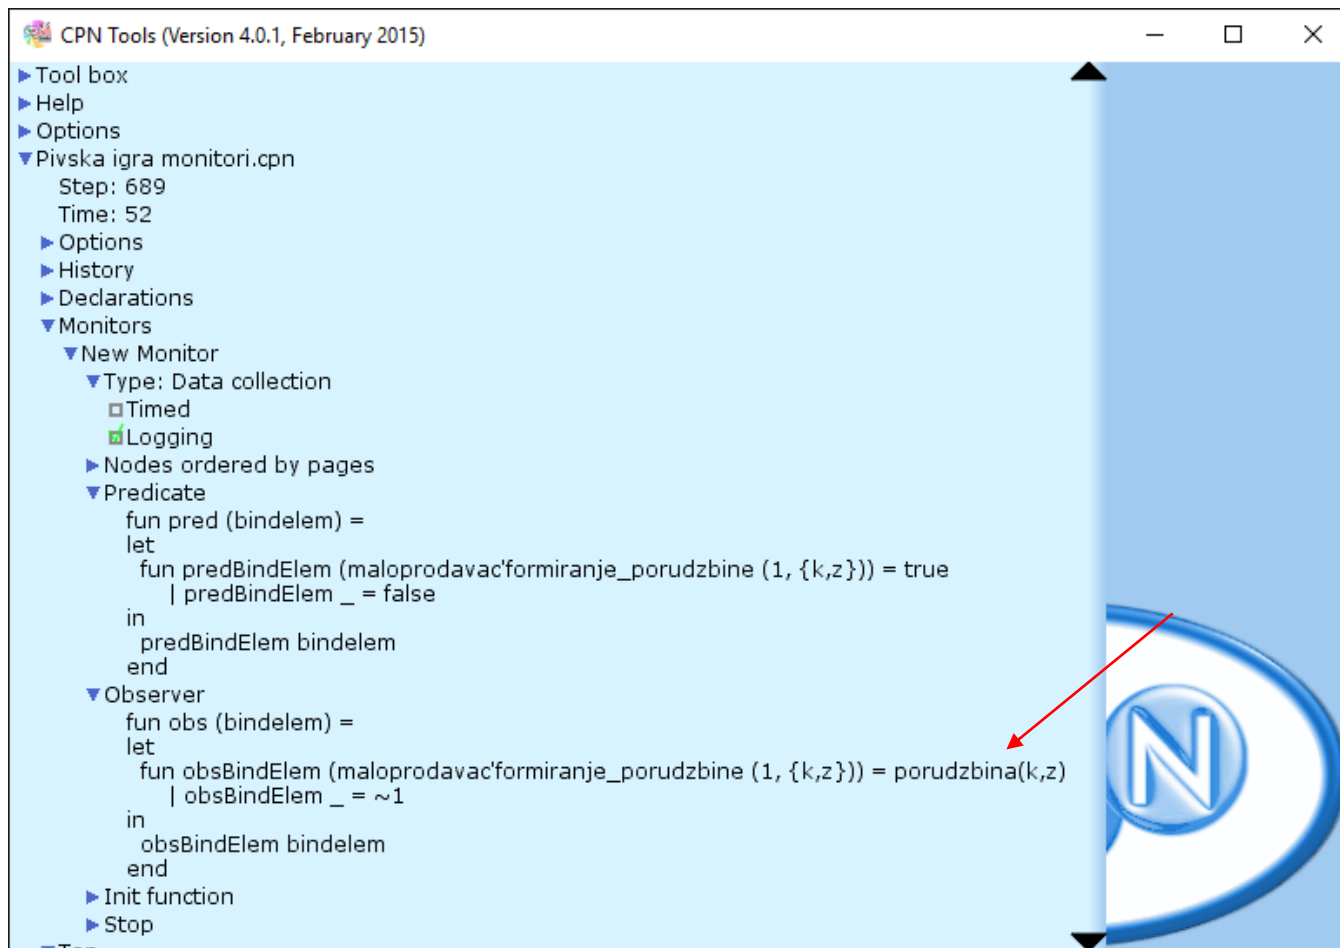 CPN Tools (Version 4.0.1, February 2015)
Tool box
Help
Options
Pivska igra monitori.cpn
Step: 689
Time: 52
Options
History
Declarations
Monitors
New Monitor
Type: Data collection
Timed
Logging
Nodes ordered by pages
Predicate
fun pred (bindelem) =
let
fun predBindElem (maloprodavac'formiranje_porudzbine (1, {k,z})) = true
| predBindElem _ = false
in
predBindElem bindelem
end
Observer
fun obs (bindelem) =
let
fun obsBindElem (maloprodavac'formiranje_porudzbine (1, {k,z})) = porudzbina(k,z)
| obsBindElem _ = ~1
in
obsBindElem bindelem
end
Init function
Stop
N